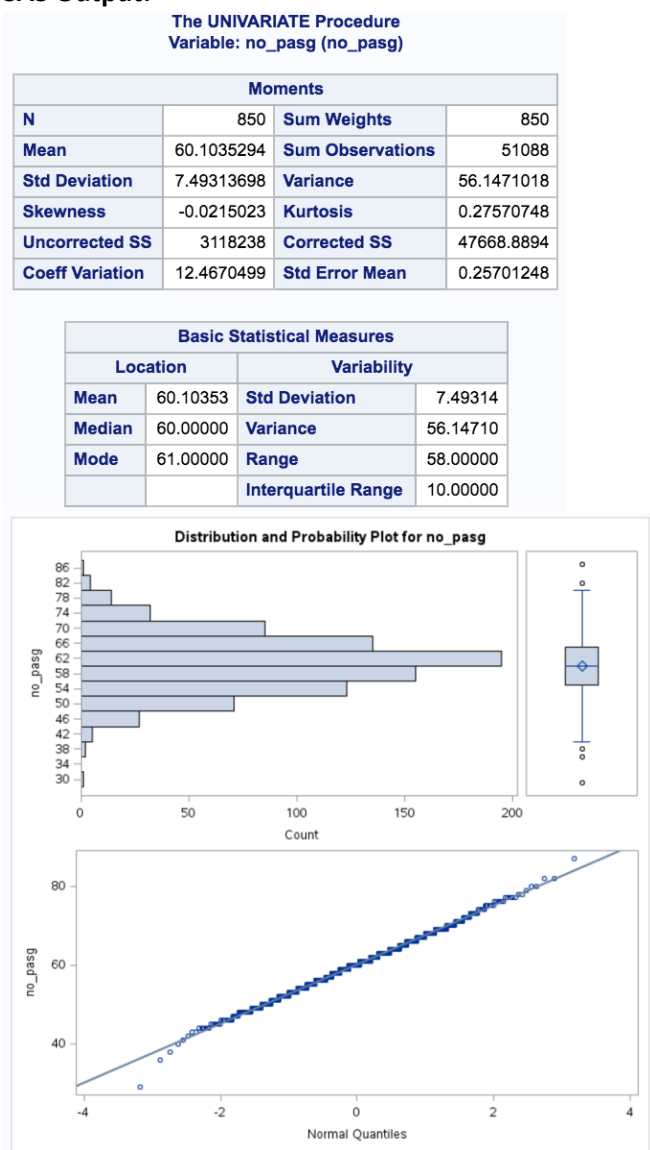 The UNIVARIATE Procedure
Variable: no_pasg (no_pasg)
Moments
N 850 Sum Weights 850
Mean 60.1035294 Sum Observations 51088
Std Deviation 7.49313698 Variance 56.1471018
Skewness -0.0215023 Kurtosis 0.27570748
Uncorrected SS 3118238 Corrected SS 47668.8894
Coeff Variation 12.4670499 Std Error Mean 0.25701248
Basic Statistical Measures
Location Variability
Mean 60.10353 Std Deviation 7.49314
Median 60.00000 Variance 56.14710
Mode 61.00000 Range 58.00000
Interquartile Range 10.00000
Distribution and Probability Plot for no_pasg
no_pasg
86
82
78
74
70
66
62
58
54
50
46
42
38
34
30
0 50 100 150 200
Count
no_pasg
80
60
40
-4 -2 0 2 4
Normal Quantiles